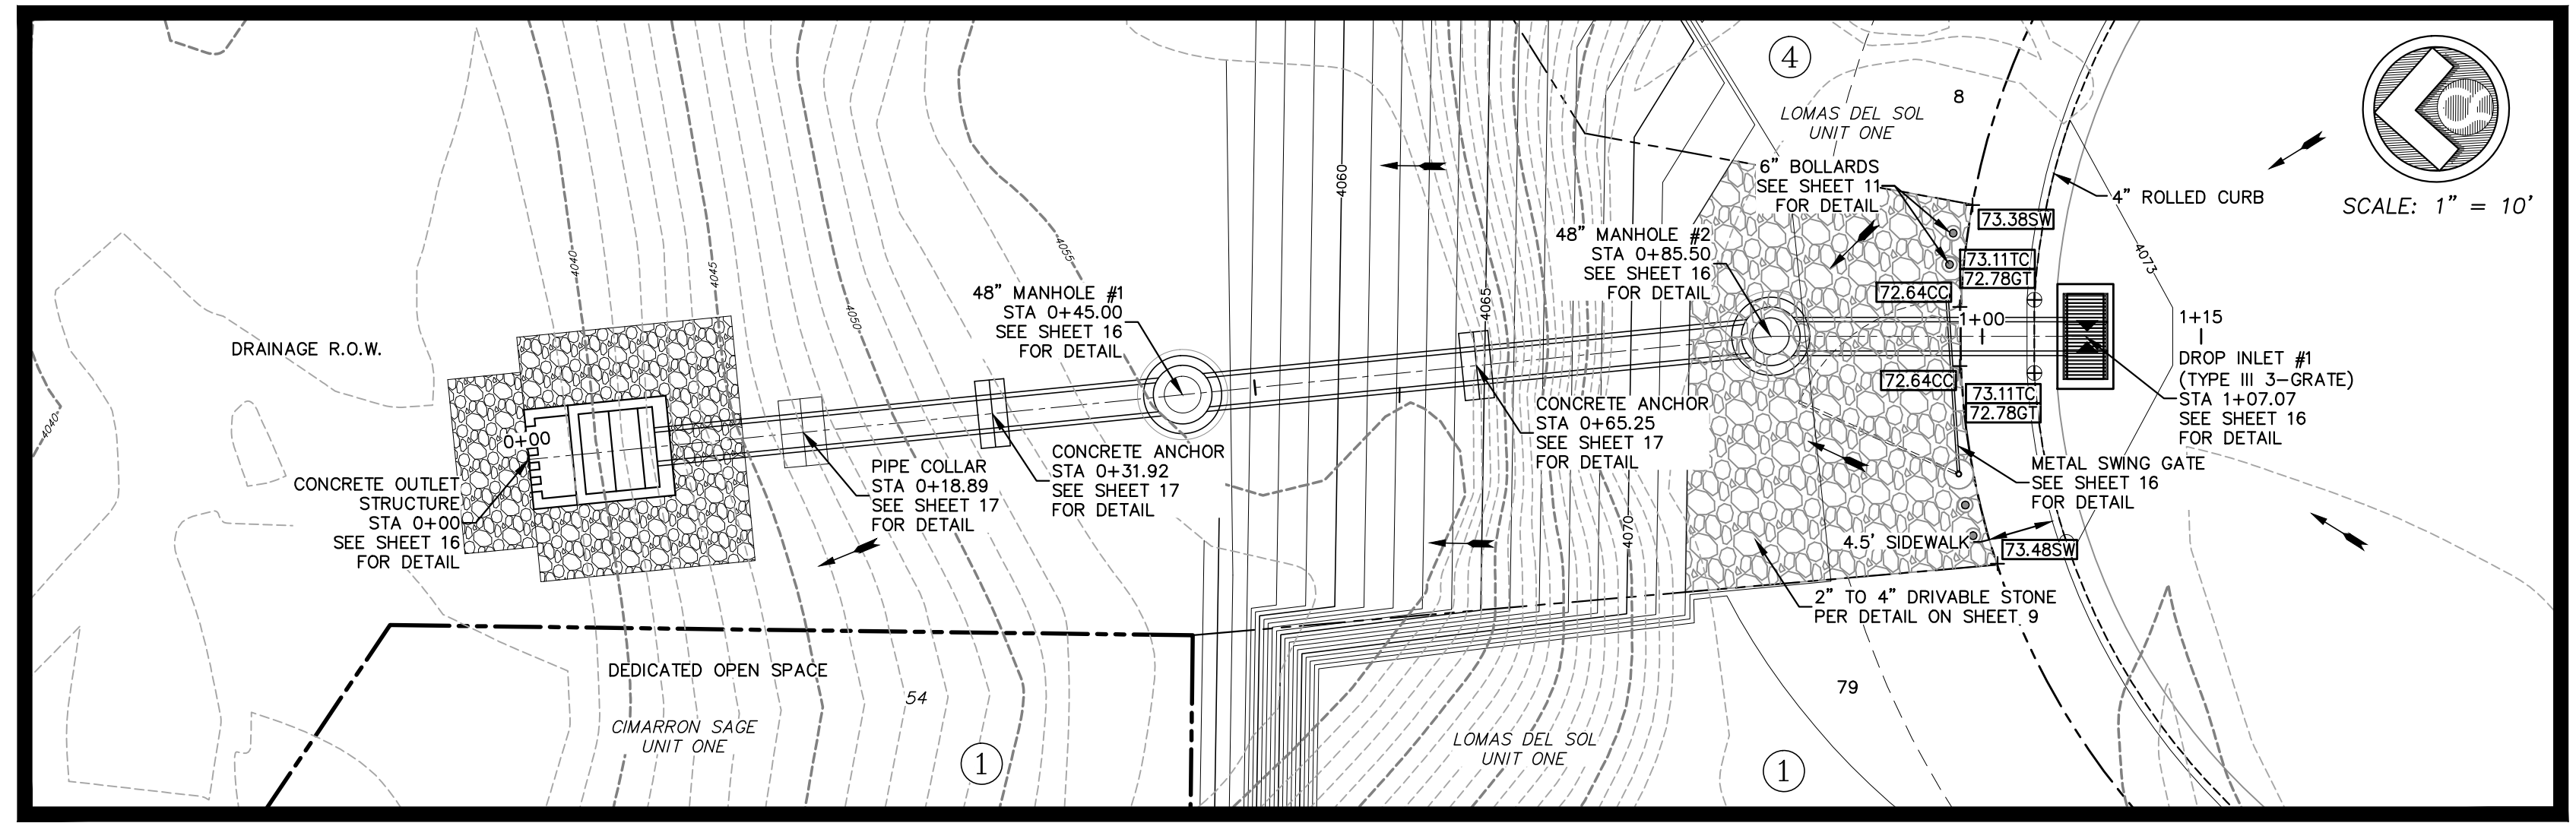 4
LOMAS DEL SOL
UNIT ONE
8
6" BOLLARDS
SEE SHEET 11
FOR DETAIL
4" ROLLED CURB
SCALE: 1" = 10'
73.38SW
73.11TC
72.78GT
72.64CC
4073
4060
4065
4070
4055
4050
4045
4040
4040
48" MANHOLE #2
STA 0+85.50
SEE SHEET 16
FOR DETAIL
48" MANHOLE #1
STA 0+45.00
SEE SHEET 16
FOR DETAIL
1+00
1+15
DROP INLET #1
(TYPE III 3-GRATE)
STA 1+07.07
SEE SHEET 16
FOR DETAIL
72.64CC
73.11TC
72.78GT
DRAINAGE R.O.W.
0+00
CONCRETE OUTLET
STRUCTURE
STA 0+00
SEE SHEET 16
FOR DETAIL
PIPE COLLAR
STA 0+18.89
SEE SHEET 17
FOR DETAIL
CONCRETE ANCHOR
STA 0+31.92
SEE SHEET 17
FOR DETAIL
CONCRETE ANCHOR
STA 0+65.25
SEE SHEET 17
FOR DETAIL
METAL SWING GATE
SEE SHEET 16
FOR DETAIL
4.5' SIDEWALK
73.48SW
2" TO 4" DRIVABLE STONE
PER DETAIL ON SHEET 9
DEDICATED OPEN SPACE
54
CIMARRON SAGE
UNIT ONE
1
LOMAS DEL SOL
UNIT ONE
79
1